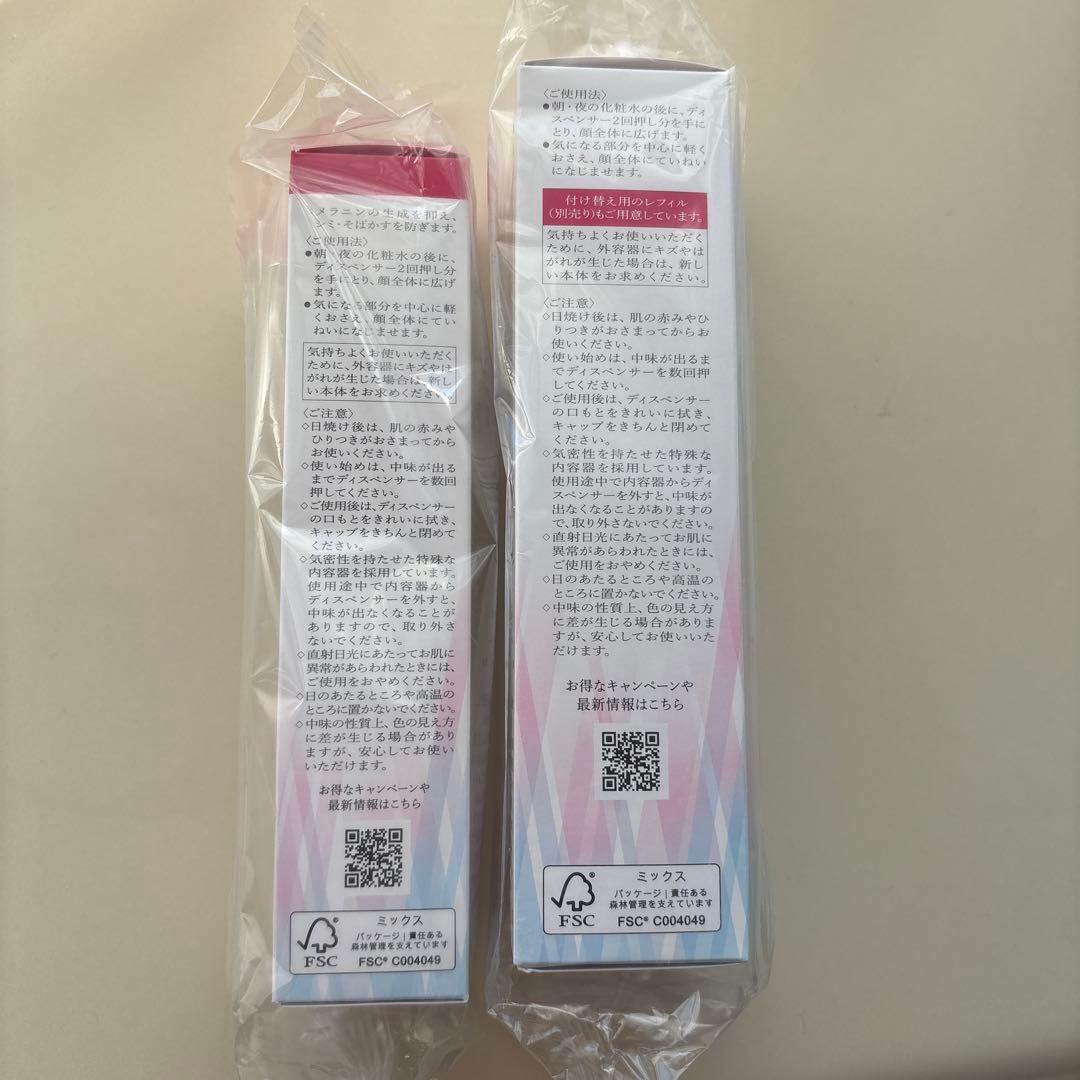 メラニンの生成を抑え、
シミ・そばかすを防ぎます。
〈ご使用法〉
●朝・夜の化粧水の後に、
ディスペンサー2回押し分
を手にとり、顔全体に広げ
ます。
●気になる部分を中心に軽
くおさえ、顔全体にてい
ねいになじませます。
気持ちよくお使いいただく
ために、外容器にキズやは
がれが生じた場合は、新し
い本体をお求めください。
〈ご注意〉
◇日焼け後は、肌の赤みや
ひりつきがおさまってから
お使いください。
◇使い始めは、中味が出る
までディスペンサーを数回
押してください。
◇ご使用後は、ディスペンサー
の口もとをきれいに拭き、
キャップをきちんと閉めて
ください。
◇気密性を持たせた特殊な
内容器を採用しています。
使用途中で内容器から
ディスペンサーを外すと、
中味が出なくなることが
ありますので、取り外さ
ないでください。
◇直射日光にあたってお肌に
異常があらわれたときには、
ご使用をおやめください。
◇日のあたるところや高温の
ところに置かないでください。
◇中味の性質上、色の見え方
に差が生じる場合があり
ますが、安心してお使い
いただけます。
お得なキャンペーンや
最新情報はこちら
FSC
ミックス
パッケージ|責任ある
森林管理を支えています
FSC® C004049
〈ご使用法〉
●朝・夜の化粧水の後に、ディ
スペンサー2回押し分を手に
とり、顔全体に広げます。
●気になる部分を中心に軽く
おさえ、顔全体にていねい
になじませます。
付け替え用のレフィル
(別売り)もご用意しています。
気持ちよくお使いいただく
ために、外容器にキズやは
がれが生じた場合は、新し
い本体をお求めください。
〈ご注意〉
◇日焼け後は、肌の赤みやひ
りつきがおさまってからお
使いください。
◇使い始めは、中味が出るま
でディスペンサーを数回押
してください。
◇ご使用後は、ディスペンサー
の口もとをきれいに拭き、
キャップをきちんと閉めて
ください。
◇気密性を持たせた特殊な
内容器を採用しています。
使用途中で内容器からディ
スペンサーを外すと、中味が
出なくなることがありますの
で、取り外さないでください。
◇直射日光にあたってお肌に
異常があらわれたときには、
ご使用をおやめください。
◇日のあたるところや高温の
ところに置かないでください。
◇中味の性質上、色の見え方
に差が生じる場合がありま
すが、安心してお使いいた
だけます。
お得なキャンペーンや
最新情報はこちら
FSC
ミックス
パッケージ|責任ある
森林管理を支えています
FSC® C004049